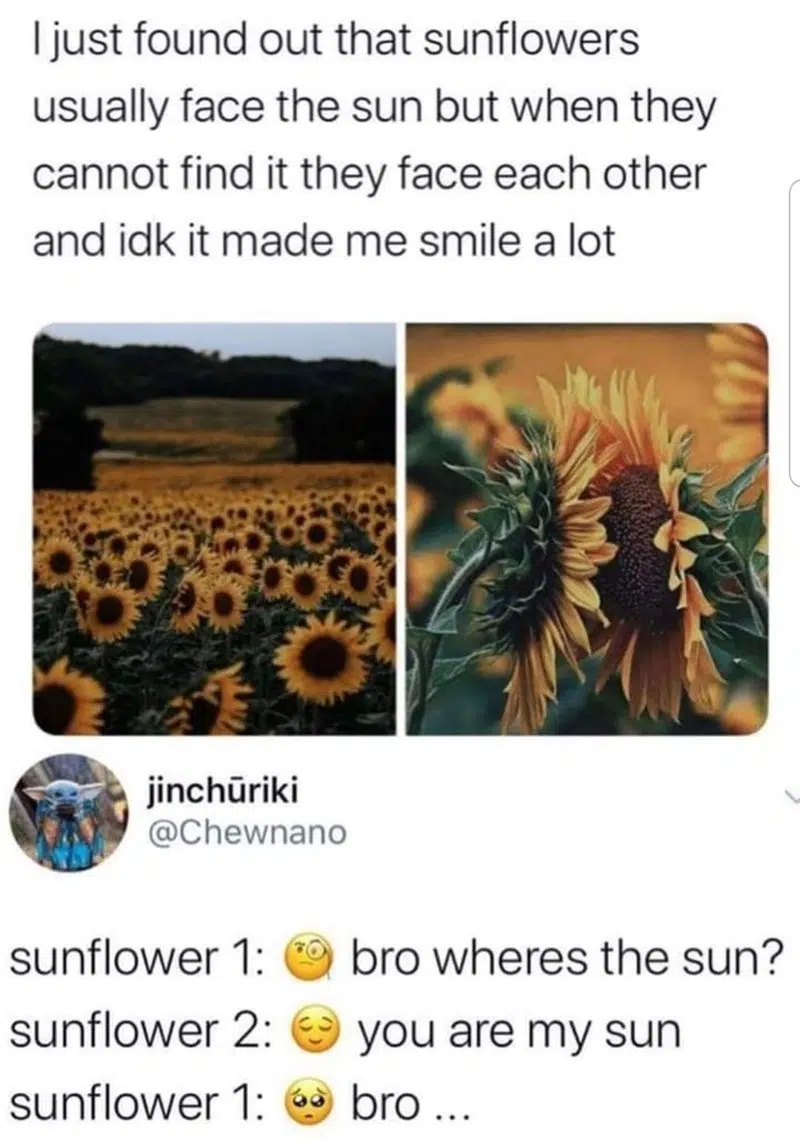 I just found out that sunflowers
usually face the sun but when they
cannot find it they face each other
and idk it made me smile a lot
jinchūriki
@Chewnano
sunflower 1: 🧐 bro wheres the sun?
sunflower 2: 😌 you are my sun
sunflower 1: 🥺 bro ...